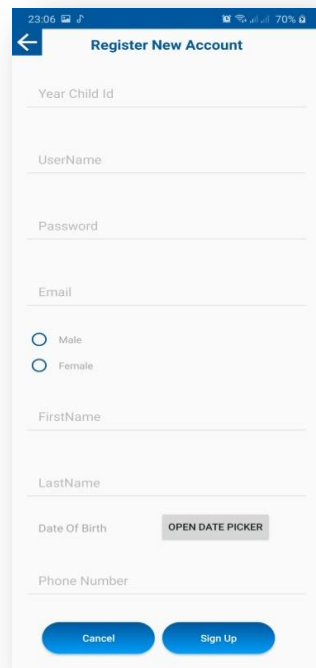 23:06 70%
Register New Account
Year Child Id
UserName
Password
Email
Male
Female
FirstName
LastName
Date Of Birth OPEN DATE PICKER
Phone Number
Cancel Sign Up